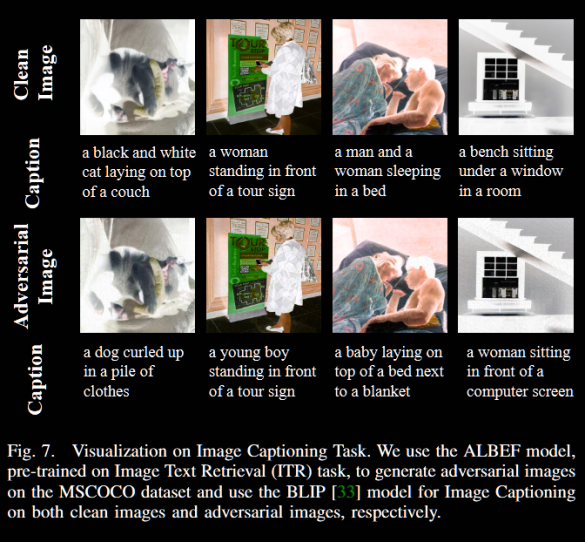 Clean
Image
TOUR
Caption
a black and white
cat laying on top
of a couch
a woman
standing in front
of a tour sign
a man and a
woman sleeping
in a bed
a bench sitting
under a window
in a room
Adversarial
Image
TOUR
Caption
a dog curled up
in a pile of
clothes
a young boy
standing in front
of a tour sign
a baby laying on
top of a bed next
to a blanket
a woman sitting
in front of a
computer screen
Fig. 7. Visualization on Image Captioning Task. We use the ALBEF model,
pre-trained on Image Text Retrieval (ITR) task, to generate adversarial images
on the MSCOCO dataset and use the BLIP [33] model for Image Captioning
on both clean images and adversarial images, respectively.